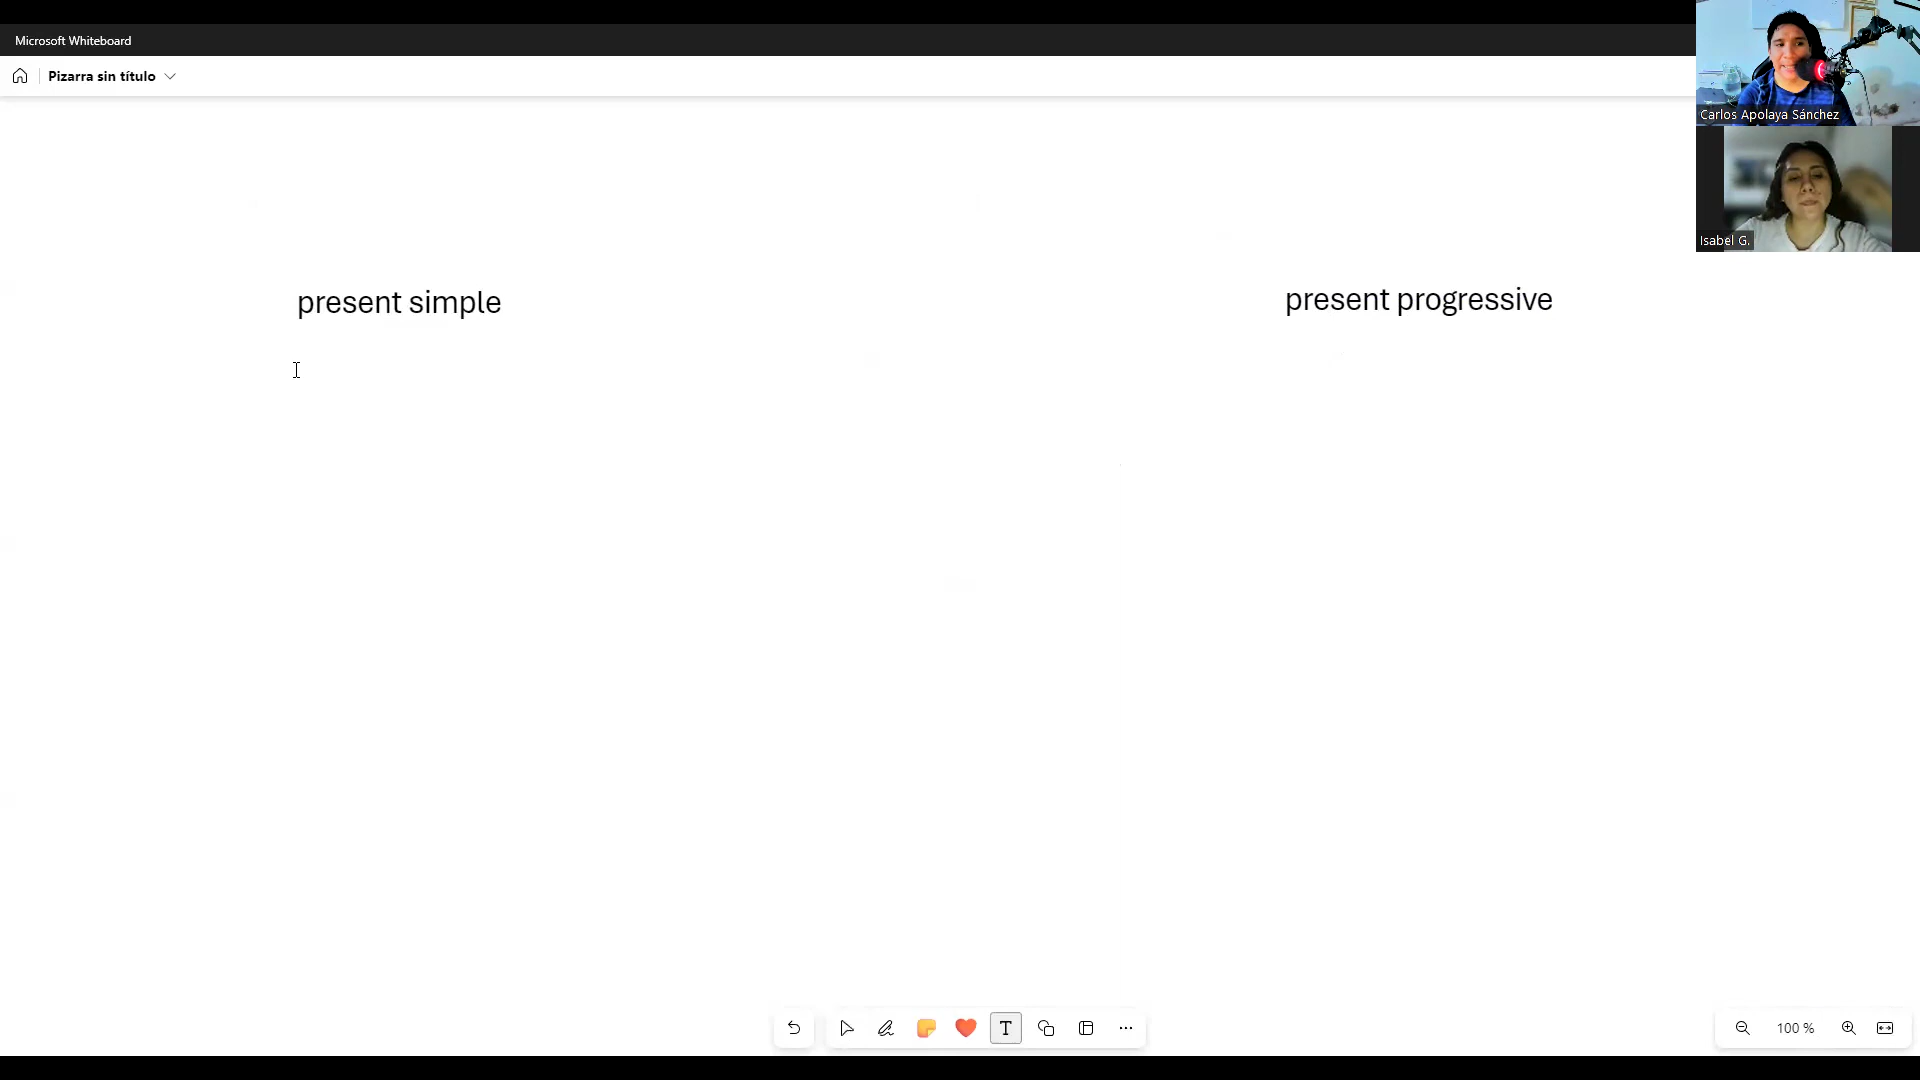 Microsoft Whiteboard
Pizarra sin título
Carlos Apolaya Sánchez
Isabel G.
present simple
present progressive
T
100 %